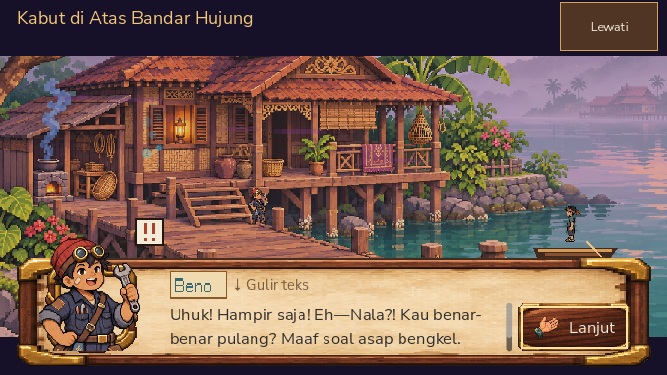 Kabut di Atas Bandar Hujung
Lewati
!!
Beno
↓ Gulir teks
Uhuk! Hampir saja! Eh—Nala?! Kau benar-
benar pulang? Maaf soal asap bengkel.
Lanjut